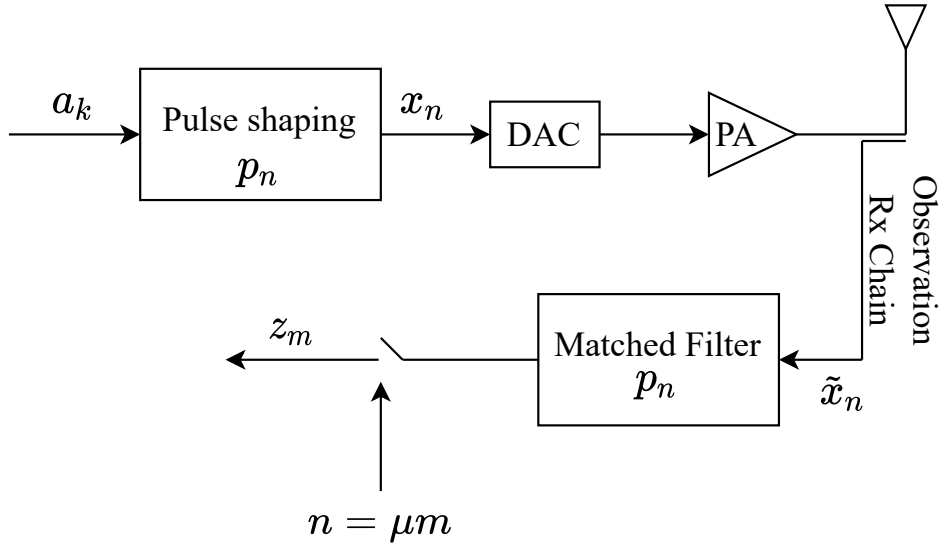 a_k
Pulse shaping
p_n
x_n
DAC
PA
Observation
Rx Chain
x̃_n
Matched Filter
p_n
z_m
n = μm